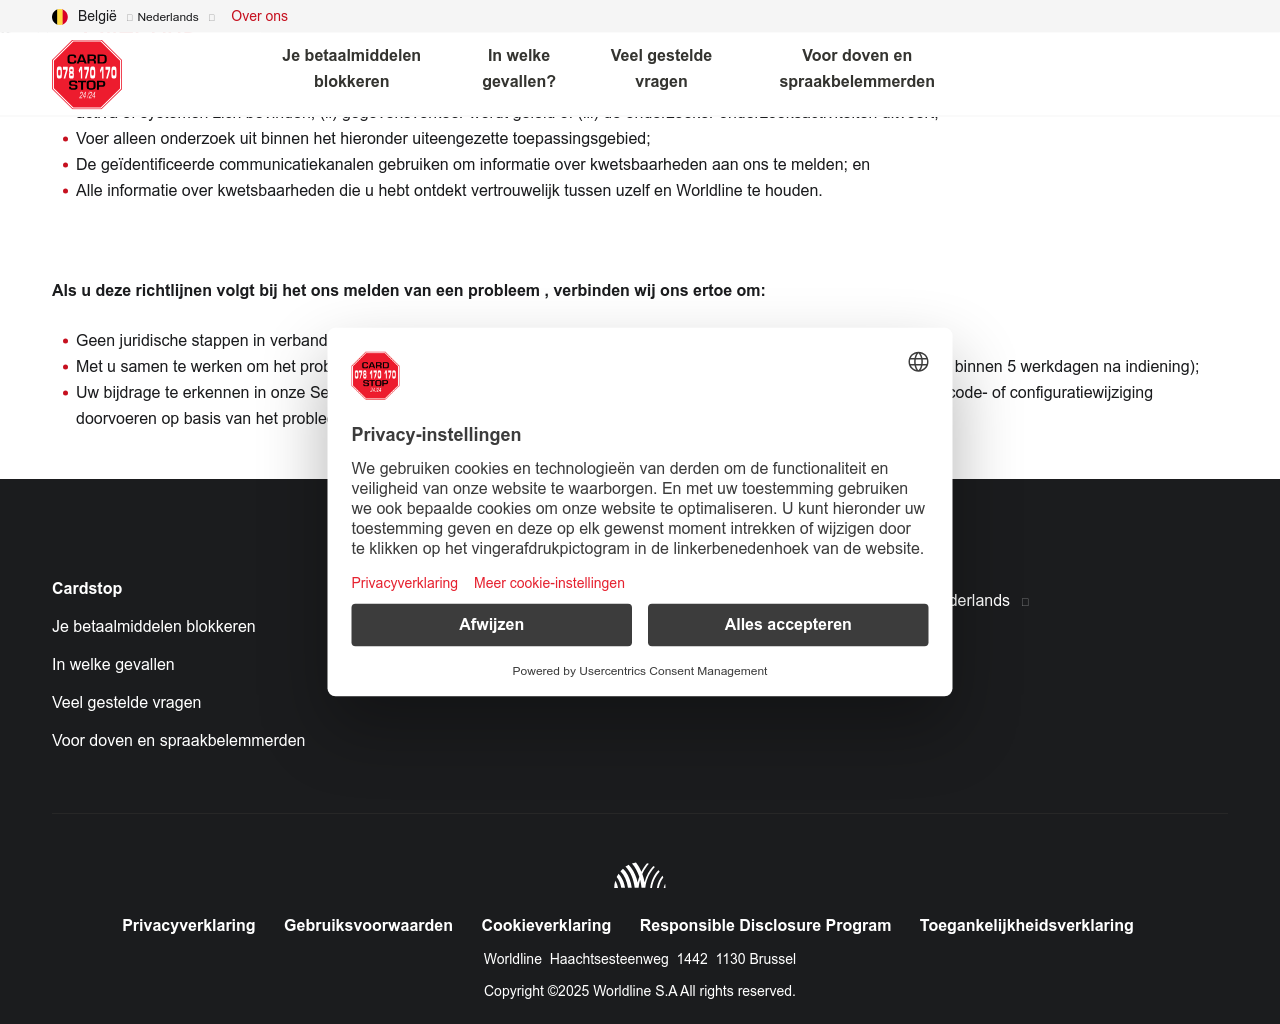 België Nederlands Over ons
CARD
078 170 170
STOP
24/24
Je betaalmiddelen
blokkeren
In welke
gevallen?
Veel gestelde
vragen
Voor doven en
spraakbelemmerden
Voer alleen onderzoek uit binnen het hieronder uiteengezette toepassingsgebied;
De geïdentificeerde communicatiekanalen gebruiken om informatie over kwetsbaarheden aan ons te melden; en
Alle informatie over kwetsbaarheden die u hebt ontdekt vertrouwelijk tussen uzelf en Worldline te houden.
Als u deze richtlijnen volgt bij het ons melden van een probleem , verbinden wij ons ertoe om:
Geen juridische stappen in verband
Met u samen te werken om het binnen 5 werkdagen na indiening);
Uw bijdrage te erkennen in onze code- of configuratiewijziging
doorvoeren op basis van het
CARD
078 170 170
STOP
24/24
Privacy-instellingen
We gebruiken cookies en technologieën van derden om de functionaliteit en
veiligheid van onze website te waarborgen. En met uw toestemming gebruiken
we ook bepaalde cookies om onze website te optimaliseren. U kunt hieronder uw
toestemming geven en deze op elk gewenst moment intrekken of wijzigen door
te klikken op het vingerafdrukpictogram in de linkerbenedenhoek van de website.
Privacyverklaring Meer cookie-instellingen
Afwijzen Alles accepteren
Powered by Usercentrics Consent Management
Cardstop
Je betaalmiddelen blokkeren
In welke gevallen
Veel gestelde vragen
Voor doven en spraakbelemmerden
derlands
Privacyverklaring Gebruiksvoorwaarden Cookieverklaring Responsible Disclosure Program Toegankelijkheidsverklaring
Worldline Haachtsesteenweg 1442 1130 Brussel
Copyright ©2025 Worldline S.A All rights reserved.